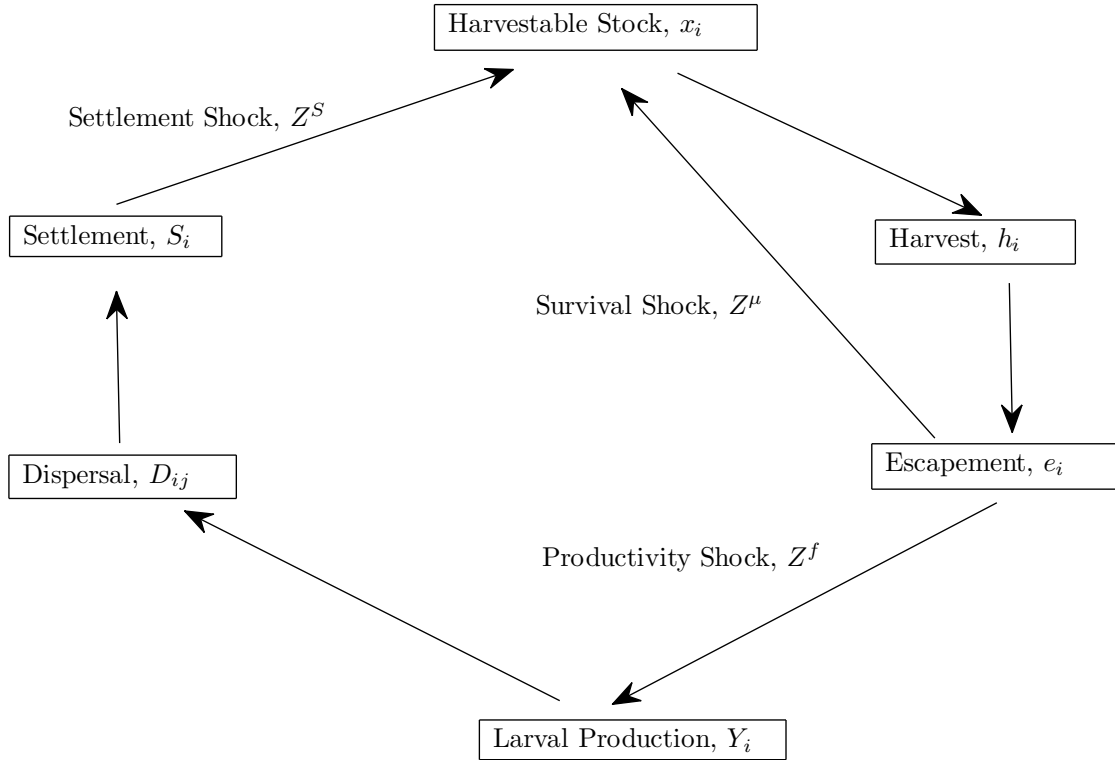 Harvestable Stock, $x_i$
Settlement Shock, $Z^S$
Settlement, $S_i$
Harvest, $h_i$
Survival Shock, $Z^\mu$
Dispersal, $D_{ij}$
Escapement, $e_i$
Productivity Shock, $Z^f$
Larval Production, $Y_i$